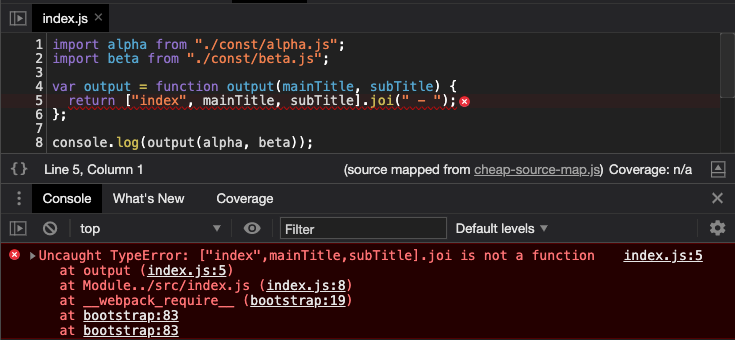 index.js ×
1 import alpha from "./const/alpha.js";
2 import beta from "./const/beta.js";
3
4 var output = function output(mainTitle, subTitle) {
5   return ["index", mainTitle, subTitle].joi(" - ");
6 };
7
8 console.log(output(alpha, beta));
{} Line 5, Column 1 (source mapped from cheap-source-map.js) Coverage: n/a
Console What's New Coverage ×
top ▼ Filter Default levels ▼
▶Uncaught TypeError: ["index",mainTitle,subTitle].joi is not a function index.js:5
    at output (index.js:5)
    at Module../src/index.js (index.js:8)
    at __webpack_require__ (bootstrap:19)
    at bootstrap:83
    at bootstrap:83